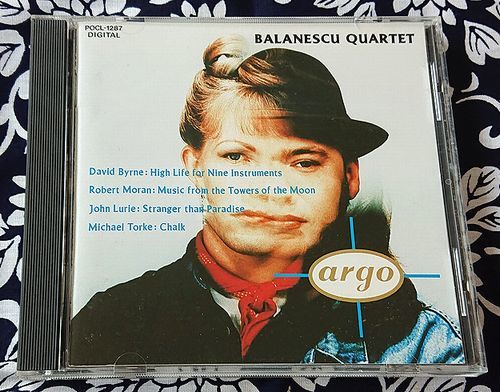 POCL-1287
DIGITAL
BALANESCU QUARTET
David Byrne: High Life for Nine Instruments
Robert Moran: Music from the Towers of the Moon
John Lurie: Stranger than Paradise
Michael Torke: Chalk
argo